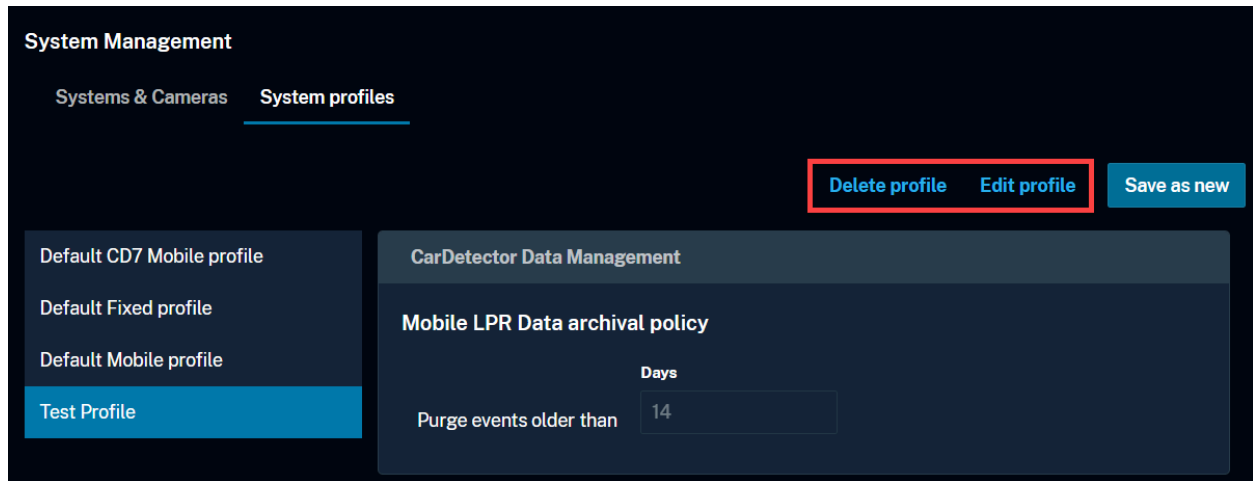 System Management
Systems & Cameras System profiles
Delete profile Edit profile Save as new
Default CD7 Mobile profile
Default Fixed profile
Default Mobile profile
Test Profile
CarDetector Data Management
Mobile LPR Data archival policy
Days
Purge events older than 14